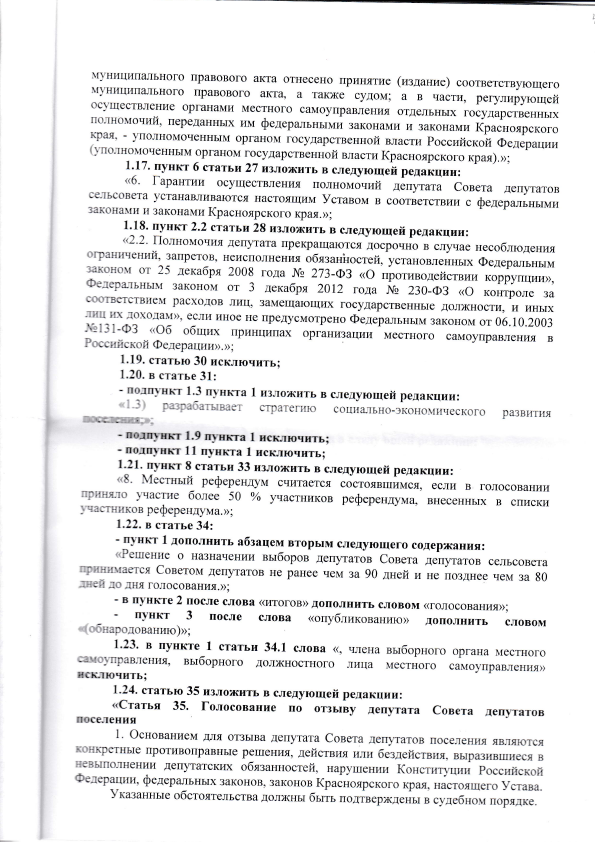 муниципального правового акта отнесено принятие (издание) соответствующего
муниципального правового акта, а также судом; а в части, регулирующей
осуществление органами местного самоуправления отдельных государственных
полномочий, переданных им федеральными законами и законами Красноярского
края, - уполномоченным органом государственной власти Российской Федерации
(уполномоченным органом государственной власти Красноярского края).»;
1.17. пункт 6 статьи 27 изложить в следующей редакции:
«6. Гарантии осуществления полномочий депутата Совета депутатов
сельсовета устанавливаются настоящим Уставом в соответствии с федеральными
законами и законами Красноярского края.»;
1.18. пункт 2.2 статьи 28 изложить в следующей редакции:
«2.2. Полномочия депутата прекращаются досрочно в случае несоблюдения
ограничений, запретов, неисполнения обязанностей, установленных Федеральным
законом от 25 декабря 2008 года № 273-ФЗ «О противодействии коррупции»,
Федеральным законом от 3 декабря 2012 года № 230-ФЗ «О контроле за
соответствием расходов лиц, замещающих государственные должности, и иных
лиц их доходам», если иное не предусмотрено Федеральным законом от 06.10.2003
№131-ФЗ «Об общих принципах организации местного самоуправления в
Российской Федерации».»;
1.19. статью 30 исключить;
1.20. в статье 31:
- подпункт 1.3 пункта 1 изложить в следующей редакции:
«1.3) разрабатывает стратегию социально-экономического развития
поселения;»;
- подпункт 1.9 пункта 1 исключить;
- подпункт 11 пункта 1 исключить;
1.21. пункт 8 статьи 33 изложить в следующей редакции:
«8. Местный референдум считается состоявшимся, если в голосовании
приняло участие более 50 % участников референдума, внесенных в списки
участников референдума.»;
1.22. в статье 34:
- пункт 1 дополнить абзацем вторым следующего содержания:
«Решение о назначении выборов депутатов Совета депутатов сельсовета
принимается Советом депутатов не ранее чем за 90 дней и не позднее чем за 80
дней до дня голосования.»;
- в пункте 2 после слова «итогов» дополнить словом «голосования»;
- пункт 3 после слова «опубликованию» дополнить словом
«(обнародованию)»;
1.23. в пункте 1 статьи 34.1 слова «, члена выборного органа местного
самоуправления, выборного должностного лица местного самоуправления»
исключить;
1.24. статью 35 изложить в следующей редакции:
«Статья 35. Голосование по отзыву депутата Совета депутатов
поселения
1. Основанием для отзыва депутата Совета депутатов поселения являются
конкретные противоправные решения, действия или бездействия, выразившиеся в
невыполнении депутатских обязанностей, нарушении Конституции Российской
Федерации, федеральных законов, законов Красноярского края, настоящего Устава.
Указанные обстоятельства должны быть подтверждены в судебном порядке.